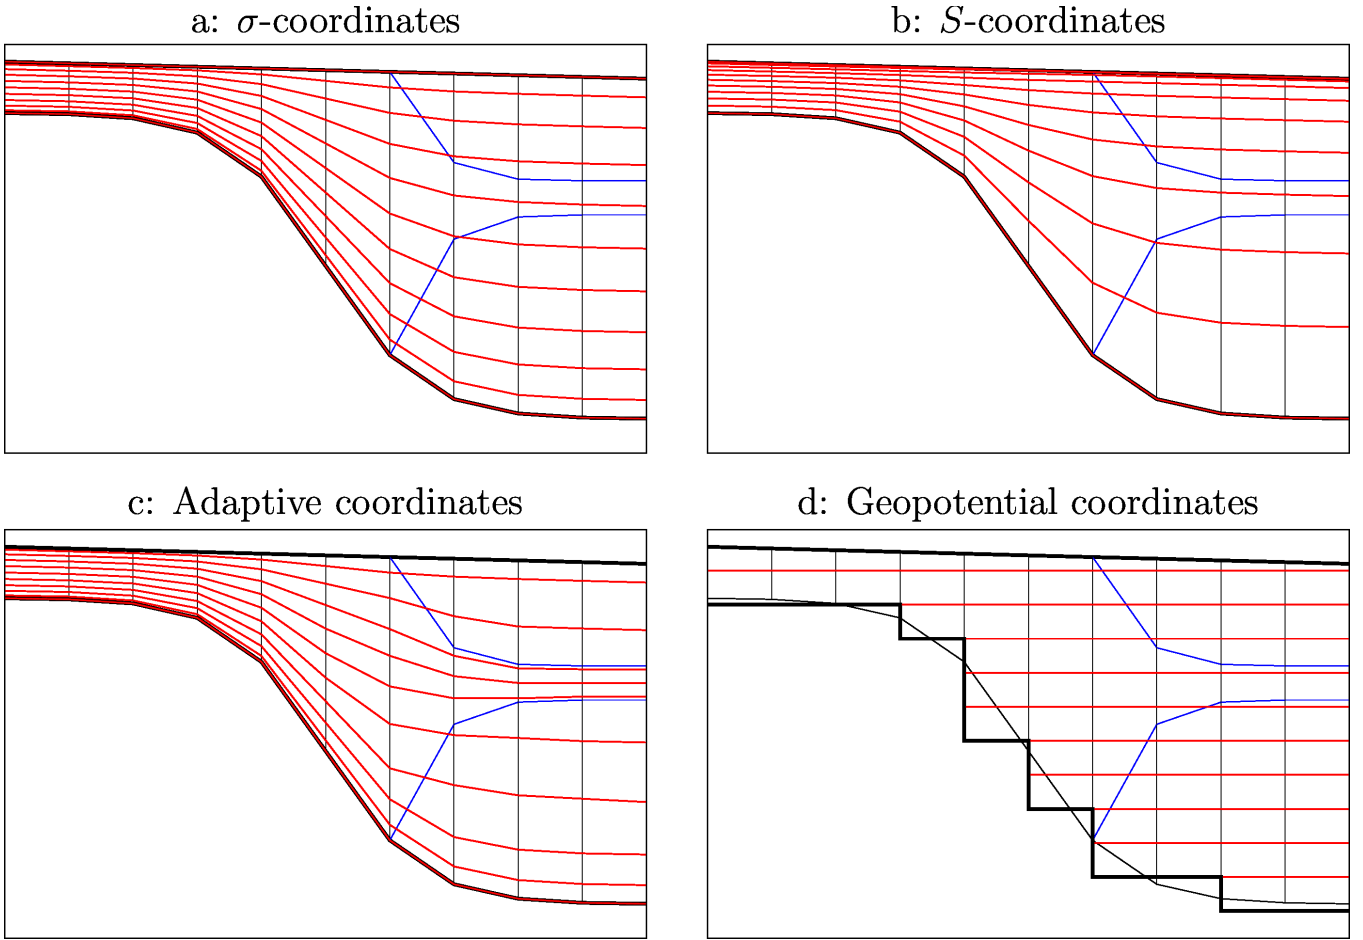 a: σ-coordinates
b: S-coordinates
c: Adaptive coordinates
d: Geopotential coordinates